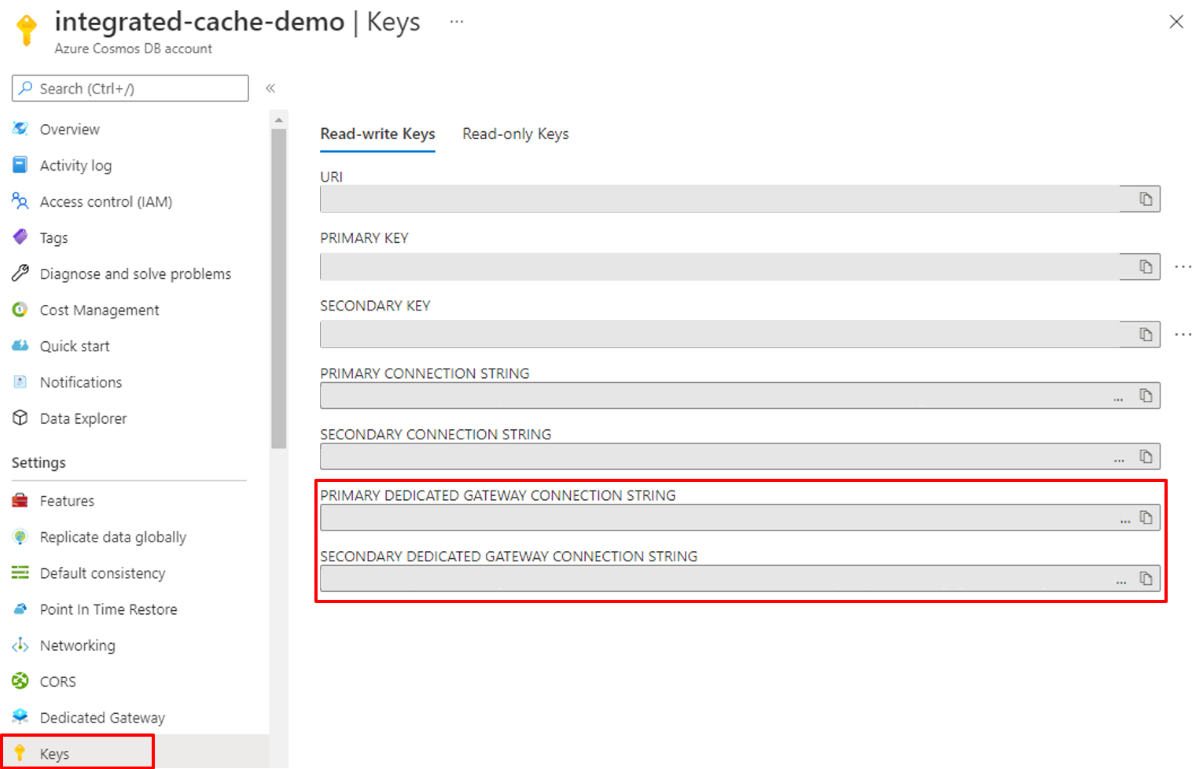 integrated-cache-demo | Keys ...
Azure Cosmos DB account
Search (Ctrl+/)
«
Overview
Activity log
Access control (IAM)
Tags
Diagnose and solve problems
Cost Management
Quick start
Notifications
Data Explorer
Settings
Features
Replicate data globally
Default consistency
Point In Time Restore
Networking
CORS
Dedicated Gateway
Keys
Read-write Keys Read-only Keys
URI
PRIMARY KEY
...
SECONDARY KEY
...
PRIMARY CONNECTION STRING
...
SECONDARY CONNECTION STRING
...
PRIMARY DEDICATED GATEWAY CONNECTION STRING
...
SECONDARY DEDICATED GATEWAY CONNECTION STRING
...